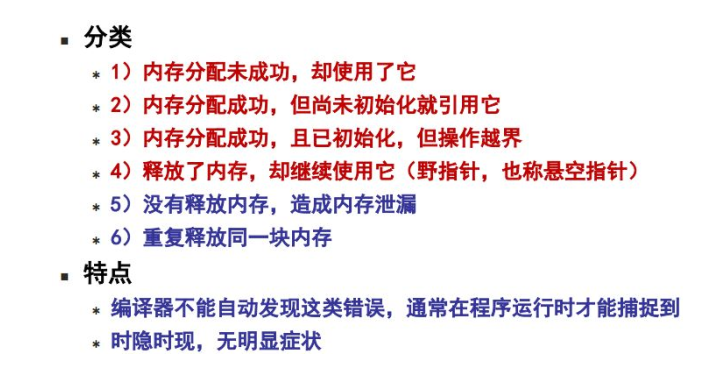 分类
1）内存分配未成功，却使用了它
2）内存分配成功，但尚未初始化就引用它
3）内存分配成功，且已初始化，但操作越界
4）释放了内存，却继续使用它（野指针，也称悬空指针）
5）没有释放内存，造成内存泄漏
6）重复释放同一块内存
特点
编译器不能自动发现这类错误，通常在程序运行时才能捕捉到
时隐时现，无明显症状